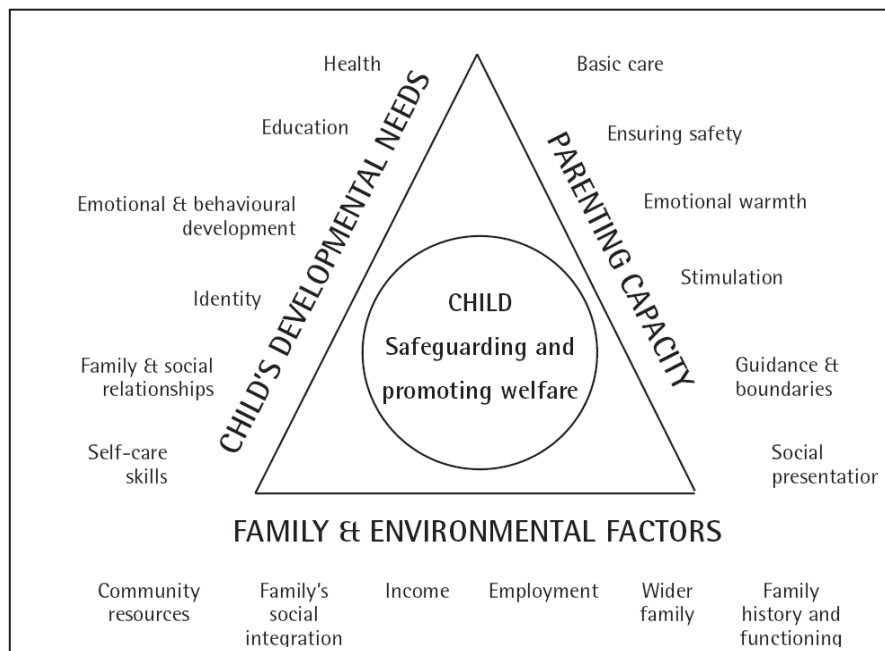 Health
Education
Emotional & behavioural
development
Identity
Family & social
relationships
Self-care
skills
CHILD'S DEVELOPMENTAL NEEDS
CHILD
Safeguarding and
promoting welfare
PARENTING CAPACITY
Basic care
Ensuring safety
Emotional warmth
Stimulation
Guidance &
boundaries
Social
presentation
FAMILY & ENVIRONMENTAL FACTORS
Community
resources
Family's
social
integration
Income
Employment
Wider
family
Family
history and
functioning